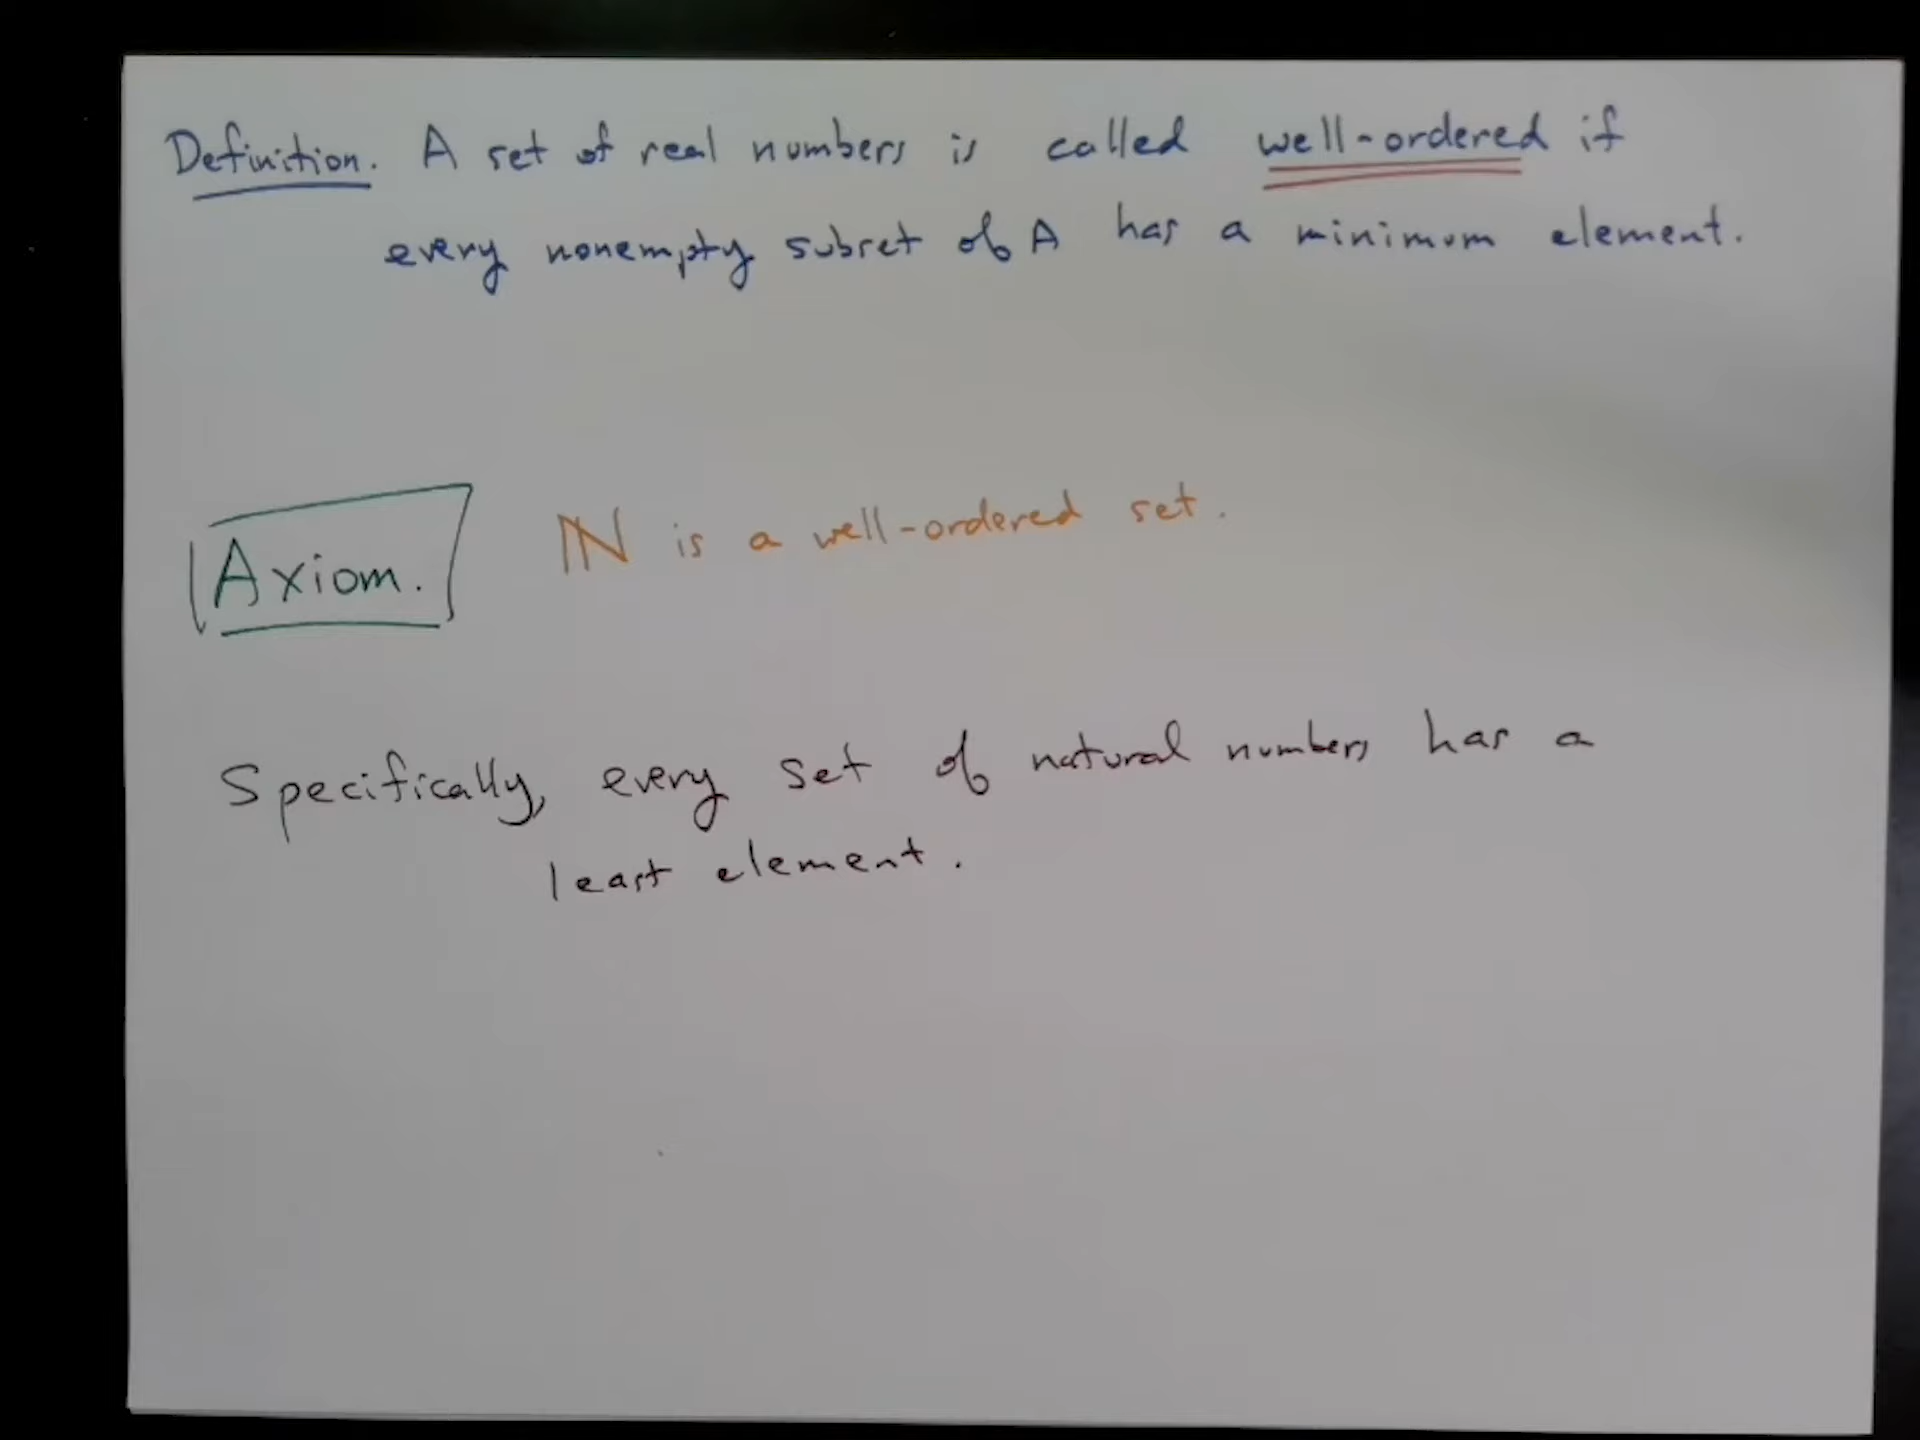 Definition. A set of real numbers is called well-ordered if
every nonempty subset of A has a minimum element.
Axiom. ℕ is a well-ordered set.
Specifically, every set of natural numbers has a
least element.